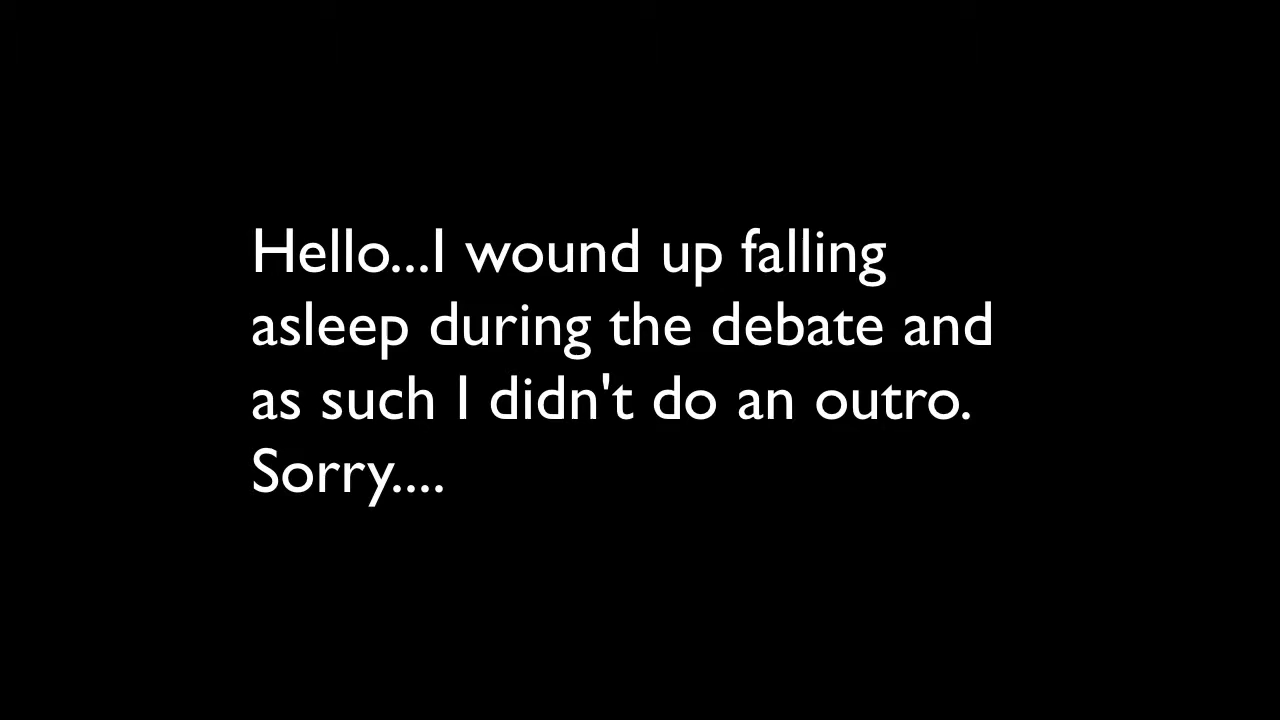 Hello...I wound up falling
asleep during the debate and
as such I didn't do an outro.
Sorry....